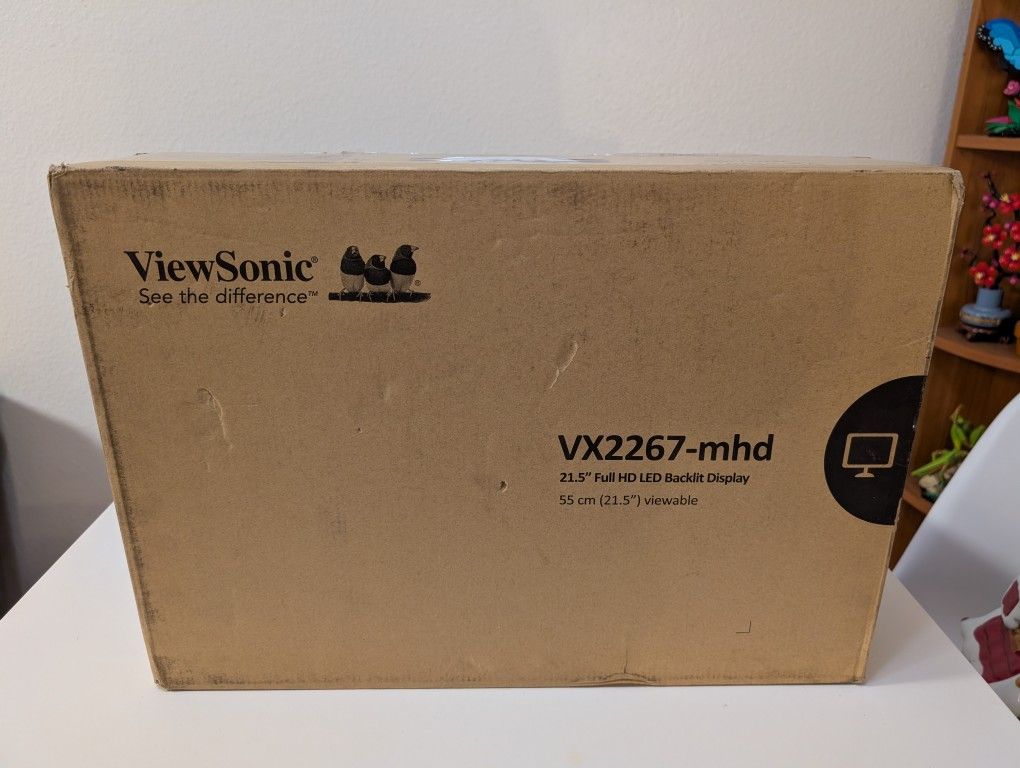 ViewSonic®
See the difference™
VX2267-mhd
21.5" Full HD LED Backlit Display
55 cm (21.5") viewable